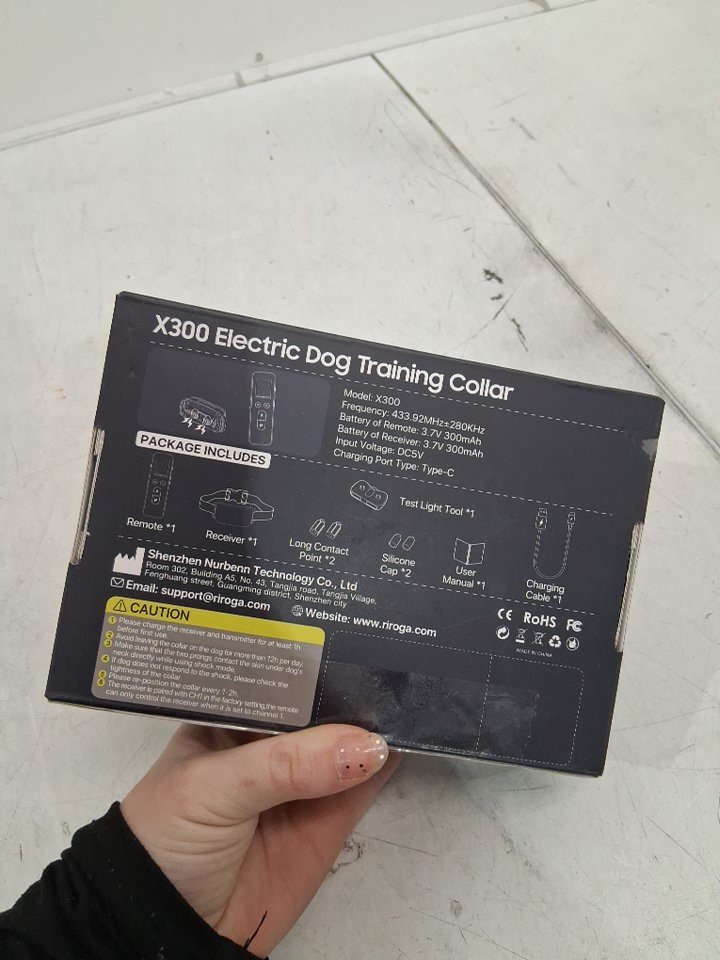 X300 Electric Dog Training Collar
Model: X300
Frequency: 433.92MHz±280KHz
Battery of Remote: 3.7V 300mAh
Battery of Receiver: 3.7V 300mAh
Input Voltage: DC5V
Charging Port Type: Type-C
PACKAGE INCLUDES
Remote *1
Receiver *1
Long Contact
Point *2
Test Light Tool *1
Silicone
Cap *2
User
Manual *1
Charging
Cable *1
Shenzhen Nurbenn Technology Co., Ltd
Room 302, Building A5, No. 43, Tangjia road, Tangjia Village,
Fenghuang street, Guangming district, Shenzhen city
Email: support@riroga.com
Website: www.riroga.com
CE RoHS FC
MADE IN CHINA
CAUTION
1 Please charge the receiver and transmitter for at least 1h
before first use.
2 Avoid leaving the collar on the dog for more than 12h per day.
3 Make sure that the two prongs contact the skin under dog's
neck directly while using shock mode.
4 If dog does not respond to the shock, please check the
tightness of the collar.
5 Please re-position the collar every 1-2h.
6 The receiver is paired with CH1 in the factory setting,the remote
can only control the receiver when it is set to channel 1.